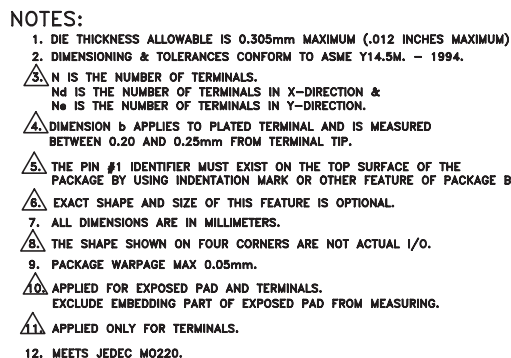 NOTES:
1. DIE THICKNESS ALLOWABLE IS 0.305mm MAXIMUM (.012 INCHES MAXIMUM)
2. DIMENSIONING & TOLERANCES CONFORM TO ASME Y14.5M. – 1994.
3. N IS THE NUMBER OF TERMINALS.
Nd IS THE NUMBER OF TERMINALS IN X-DIRECTION &
Ne IS THE NUMBER OF TERMINALS IN Y-DIRECTION.
4. DIMENSION b APPLIES TO PLATED TERMINAL AND IS MEASURED
BETWEEN 0.20 AND 0.25mm FROM TERMINAL TIP.
5. THE PIN #1 IDENTIFIER MUST EXIST ON THE TOP SURFACE OF THE
PACKAGE BY USING INDENTATION MARK OR OTHER FEATURE OF PACKAGE B
6. EXACT SHAPE AND SIZE OF THIS FEATURE IS OPTIONAL.
7. ALL DIMENSIONS ARE IN MILLIMETERS.
8. THE SHAPE SHOWN ON FOUR CORNERS ARE NOT ACTUAL I/O.
9. PACKAGE WARPAGE MAX 0.05mm.
10. APPLIED FOR EXPOSED PAD AND TERMINALS.
EXCLUDE EMBEDDING PART OF EXPOSED PAD FROM MEASURING.
11. APPLIED ONLY FOR TERMINALS.
12. MEETS JEDEC MO220.